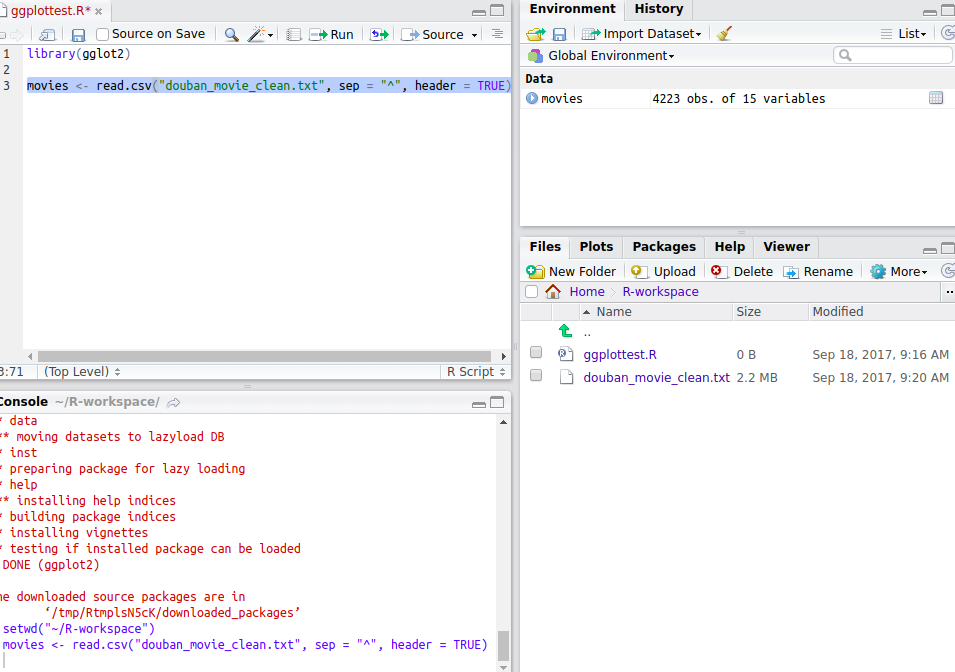 ggplottest.R*
Source on Save
Run
Source
1 library(gglot2)
2
3 movies <- read.csv("douban_movie_clean.txt", sep = "^", header = TRUE)
3:71 (Top Level) R Script
Console ~/R-workspace/
* data
** moving datasets to lazyload DB
* inst
* preparing package for lazy loading
* help
** installing help indices
* building package indices
* installing vignettes
* testing if installed package can be loaded
DONE (ggplot2)
he downloaded source packages are in
‘/tmp/RtmplsN5cK/downloaded_packages’
setwd("~/R-workspace")
movies <- read.csv("douban_movie_clean.txt", sep = "^", header = TRUE)
Environment History
Import Dataset List
Global Environment
Data
movies 4223 obs. of 15 variables
Files Plots Packages Help Viewer
New Folder Upload Delete Rename More
Home R-workspace
Name Size Modified
..
ggplottest.R 0 B Sep 18, 2017, 9:16 AM
douban_movie_clean.txt 2.2 MB Sep 18, 2017, 9:20 AM